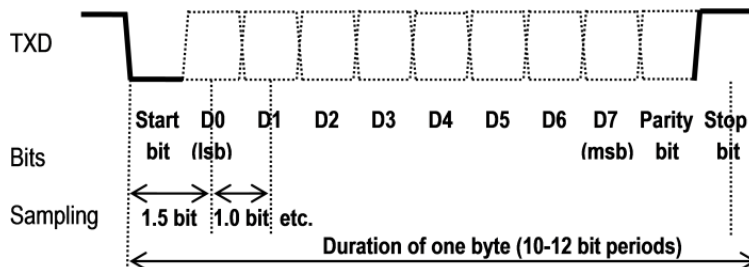 TXD
Start D0 D1 D2 D3 D4 D5 D6 D7 Parity Stop
bit (lsb) (msb) bit bit
Bits
Sampling 1.5 bit 1.0 bit etc.
Duration of one byte (10-12 bit periods)